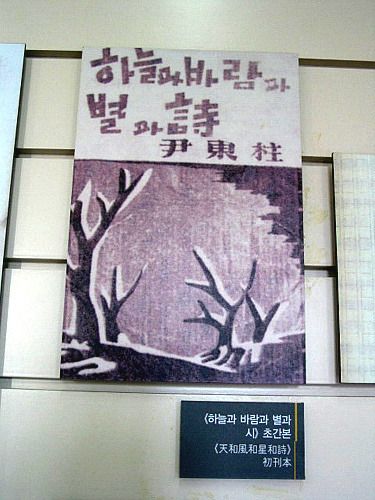 하늘과 바람과
별과 詩
尹東柱
〈하늘과 바람과 별과
시〉 초간본
《天和風和星和詩》
初刊本